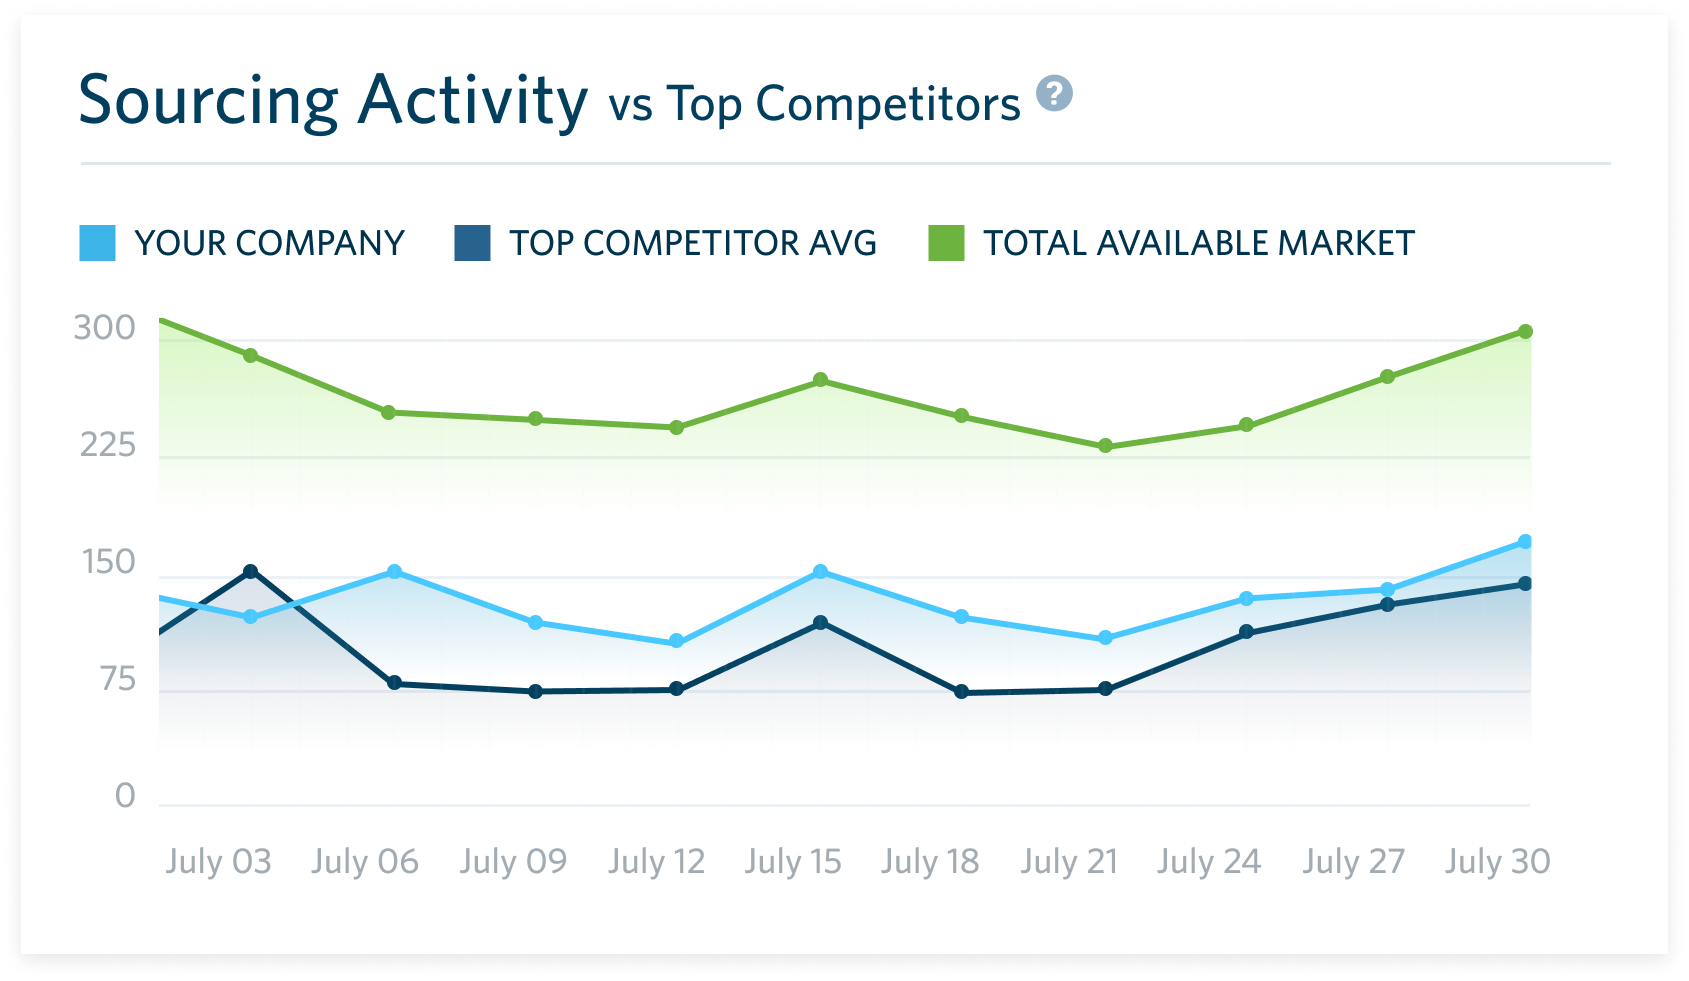 Sourcing Activity vs Top Competitors ?
YOUR COMPANY TOP COMPETITOR AVG TOTAL AVAILABLE MARKET
300
225
150
75
0
July 03 July 06 July 09 July 12 July 15 July 18 July 21 July 24 July 27 July 30